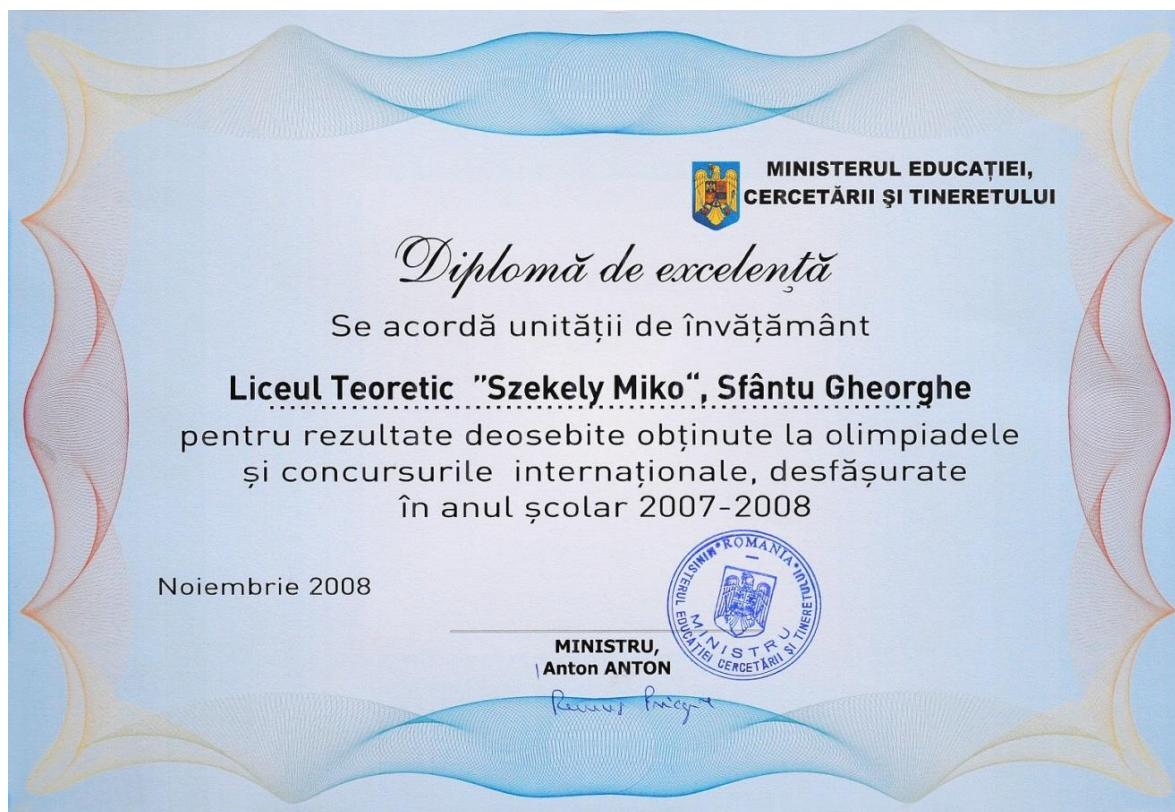 MINISTERUL EDUCAȚIEI,
CERCETĂRII ŞI TINERETULUI
Diplomă de excelență
Se acordă unității de învățământ
Liceul Teoretic ”Szekely Miko“, Sfântu Gheorghe
pentru rezultate deosebite obținute la olimpiadele
și concursurile internaționale, desfășurate
în anul școlar 2007-2008
Noiembrie 2008
*ROMANIA* MINISTERUL EDUCAŢIEI CERCETĂRII ŞI TINERETULUI
MINISTRU
MINISTRU,
Anton ANTON